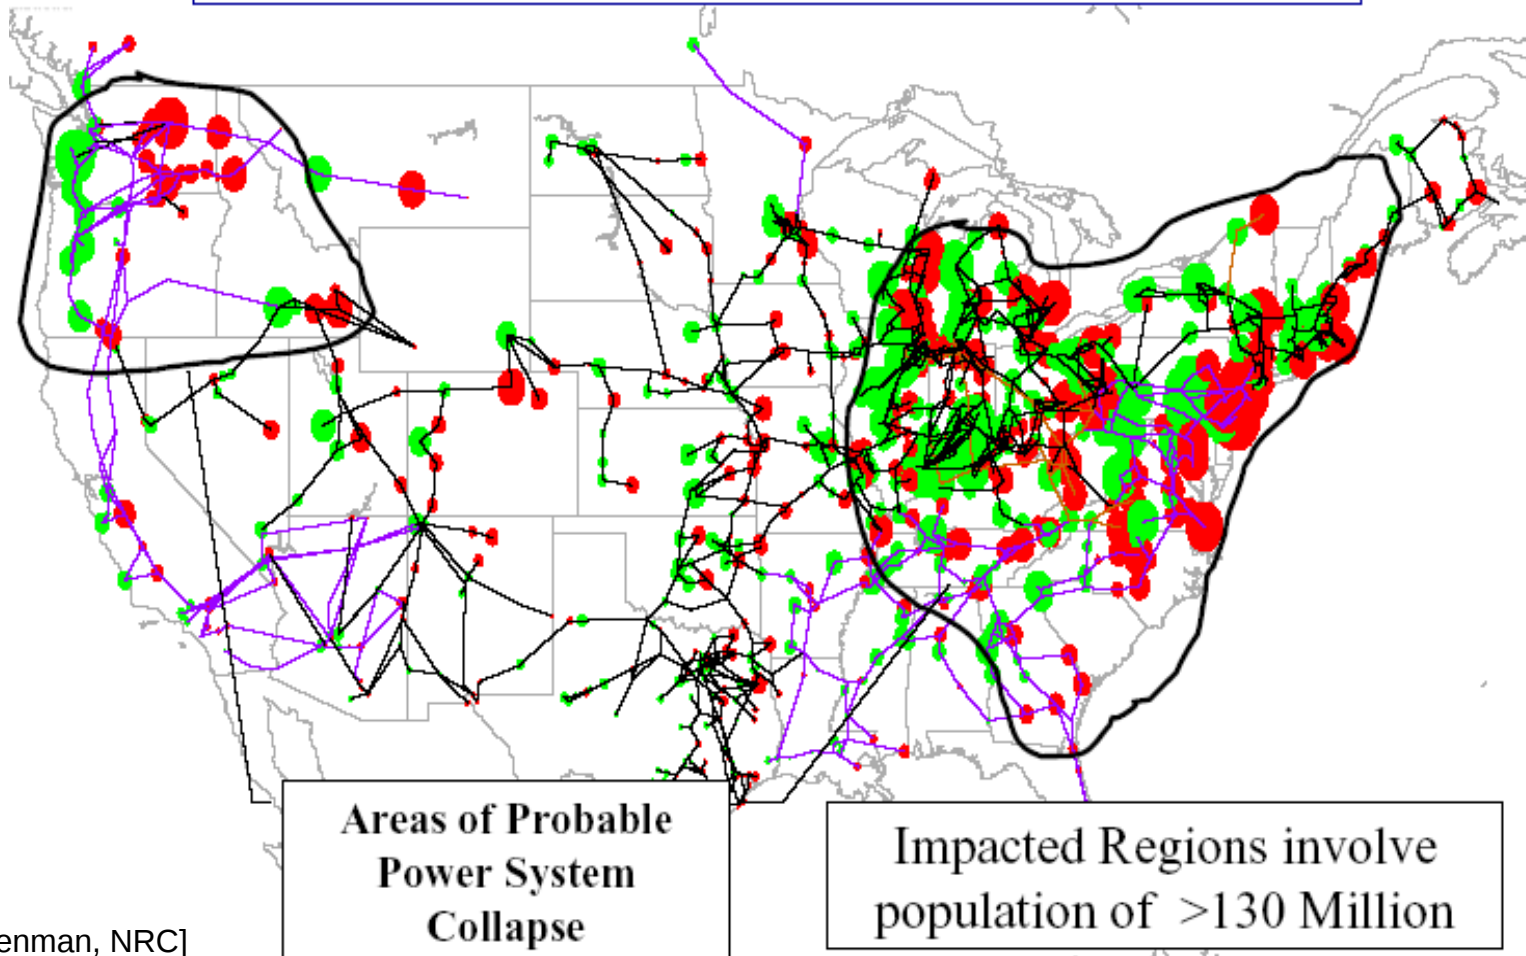 Areas of Probable
Power System
Collapse
Impacted Regions involve
population of >130 Million
enman, NRC]